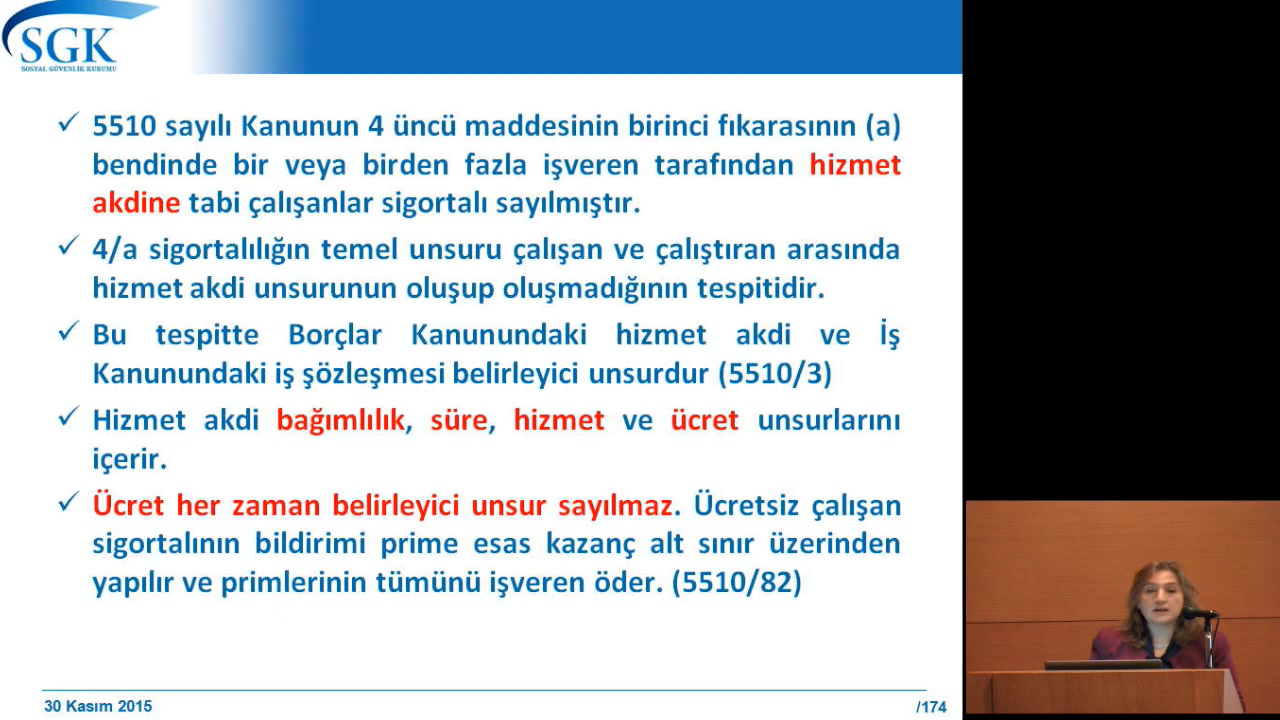 SGK
SOSYAL GÜVENLİK KURUMU
✓ 5510 sayılı Kanunun 4 üncü maddesinin birinci fıkarasının (a)
bendinde bir veya birden fazla işveren tarafından hizmet
akdine tabi çalışanlar sigortalı sayılmıştır.
✓ 4/a sigortalılığın temel unsuru çalışan ve çalıştıran arasında
hizmet akdi unsurunun oluşup oluşmadığının tespitidir.
✓ Bu tespitte Borçlar Kanunundaki hizmet akdi ve İş
Kanunundaki iş şözleşmesi belirleyici unsurdur (5510/3)
✓ Hizmet akdi bağımlılık, süre, hizmet ve ücret unsurlarını
içerir.
✓ Ücret her zaman belirleyici unsur sayılmaz. Ücretsiz çalışan
sigortalının bildirimi prime esas kazanç alt sınır üzerinden
yapılır ve primlerinin tümünü işveren öder. (5510/82)
30 Kasım 2015
/174